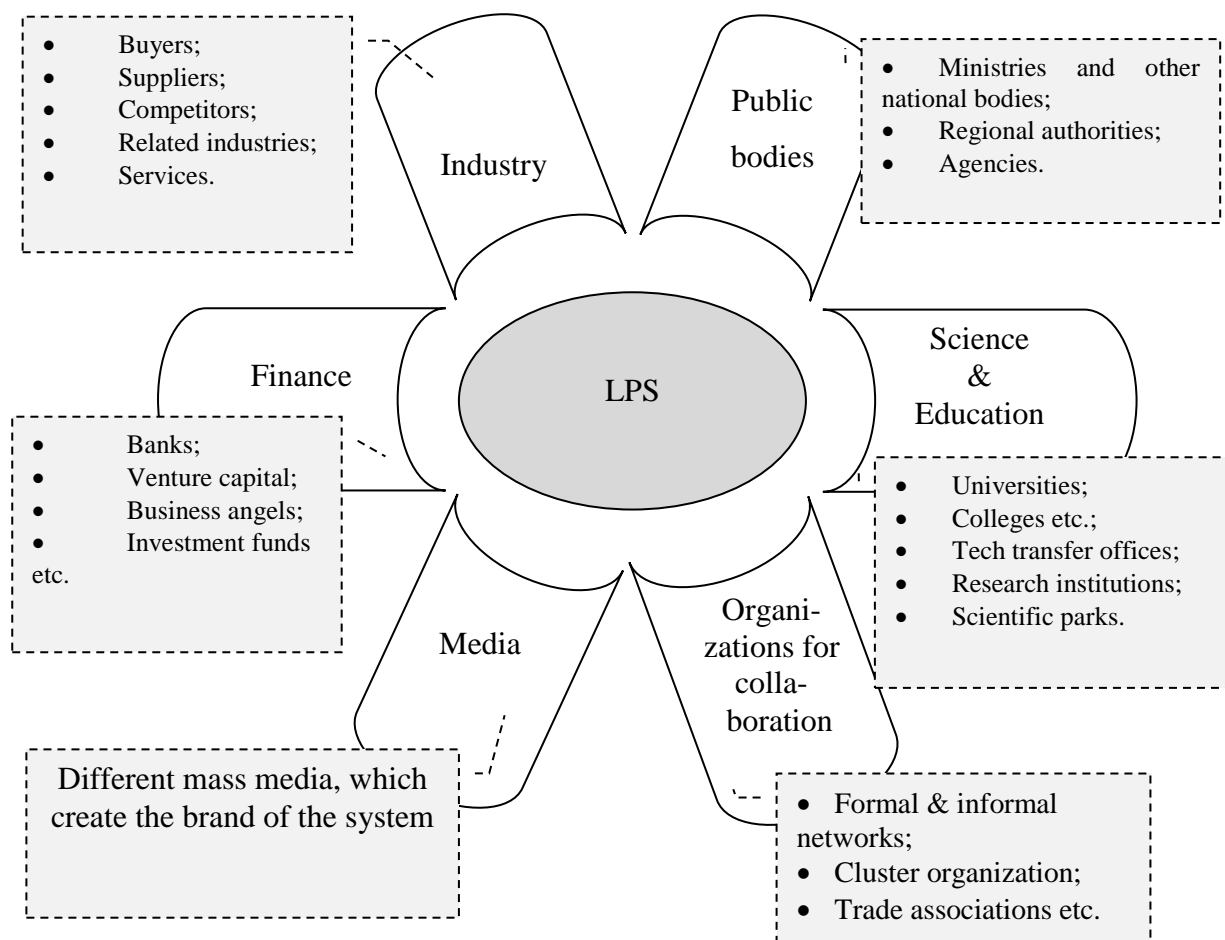 • Buyers;
• Suppliers;
• Competitors;
• Related industries;
• Services.
Industry
Public
bodies
• Ministries and other
national bodies;
• Regional authorities;
• Agencies.
Finance
• Banks;
• Venture capital;
• Business angels;
• Investment funds
etc.
LPS
Science
&
Education
• Universities;
• Colleges etc.;
• Tech transfer offices;
• Research institutions;
• Scientific parks.
Media
Different mass media, which
create the brand of the system
Organi-
zations for
colla-
boration
• Formal & informal
networks;
• Cluster organization;
• Trade associations etc.